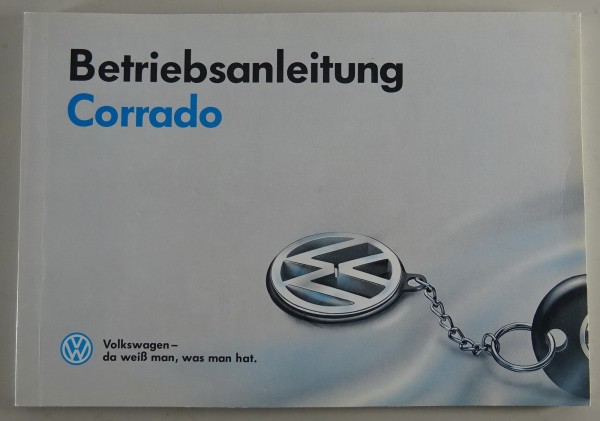 Betriebsanleitung
Corrado
Volkswagen –
da weiß man, was man hat.